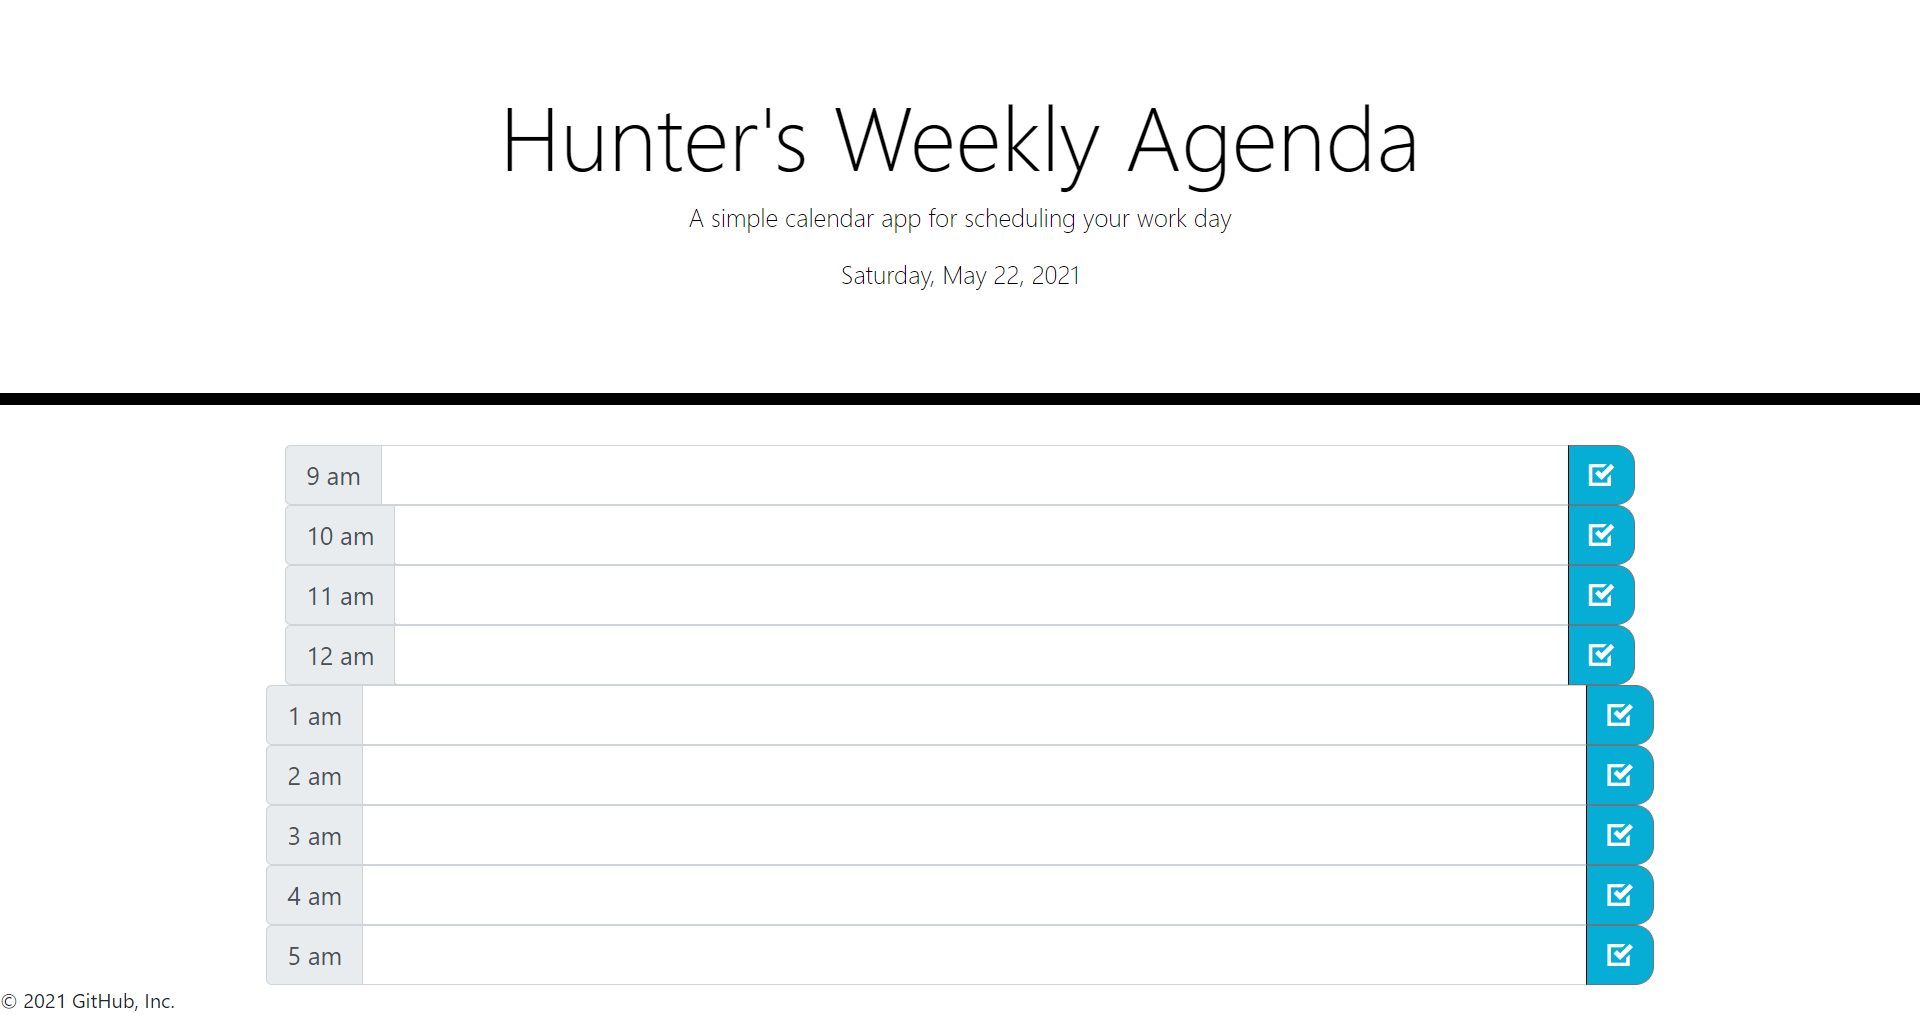 Hunter's Weekly Agenda
A simple calendar app for scheduling your work day
Saturday, May 22, 2021
9 am
10 am
11 am
12 am
1 am
2 am
3 am
4 am
5 am
© 2021 GitHub, Inc.